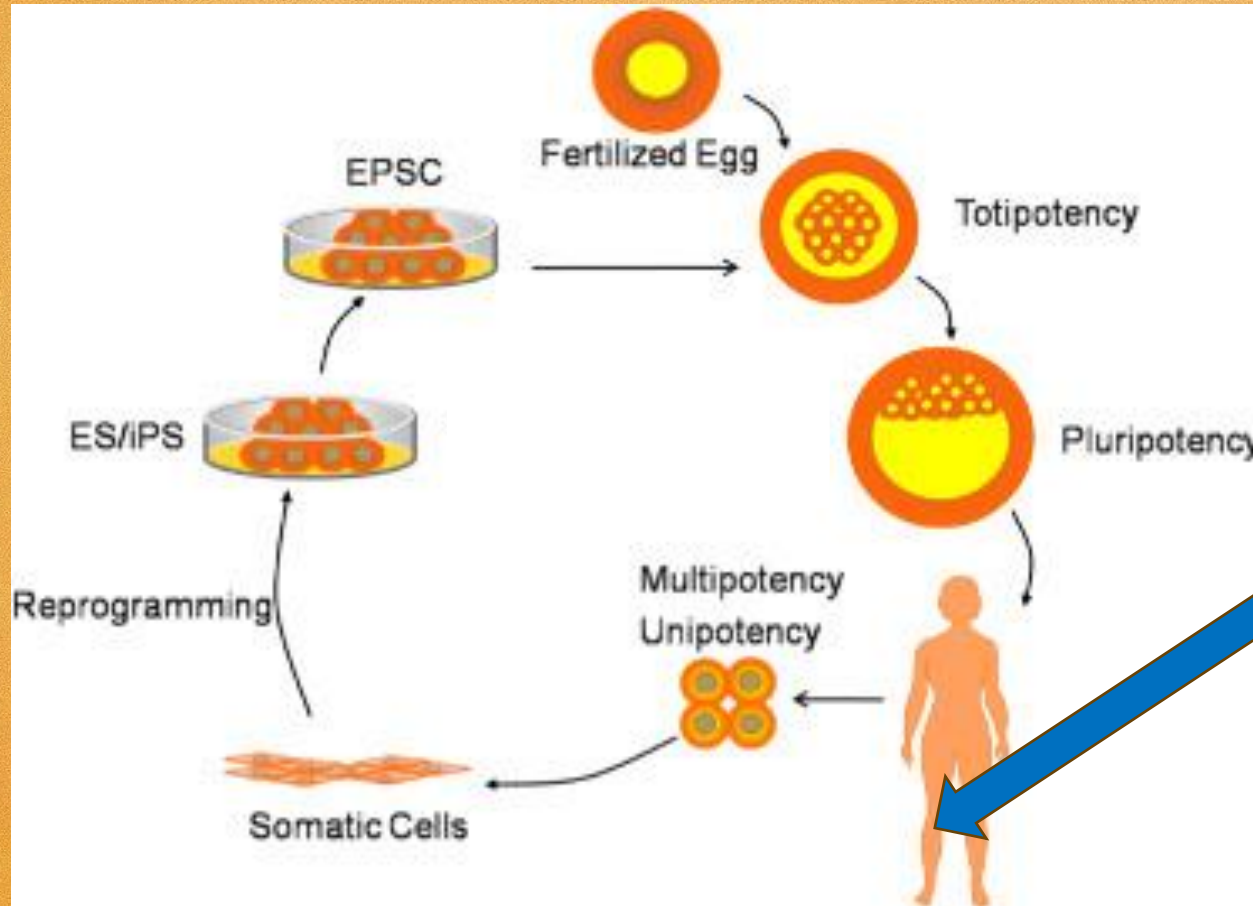 Fertilized Egg
EPSC
Totipotency
ES/iPS
Pluripotency
Multipotency
Unipotency
Reprogramming
Somatic Cells